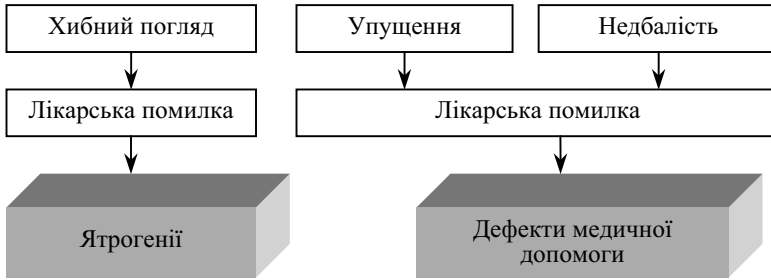 Хибний погляд
Упущення
Недбалість
Лікарська помилка
Лікарська помилка
Ятрогенії
Дефекти медичної
допомоги